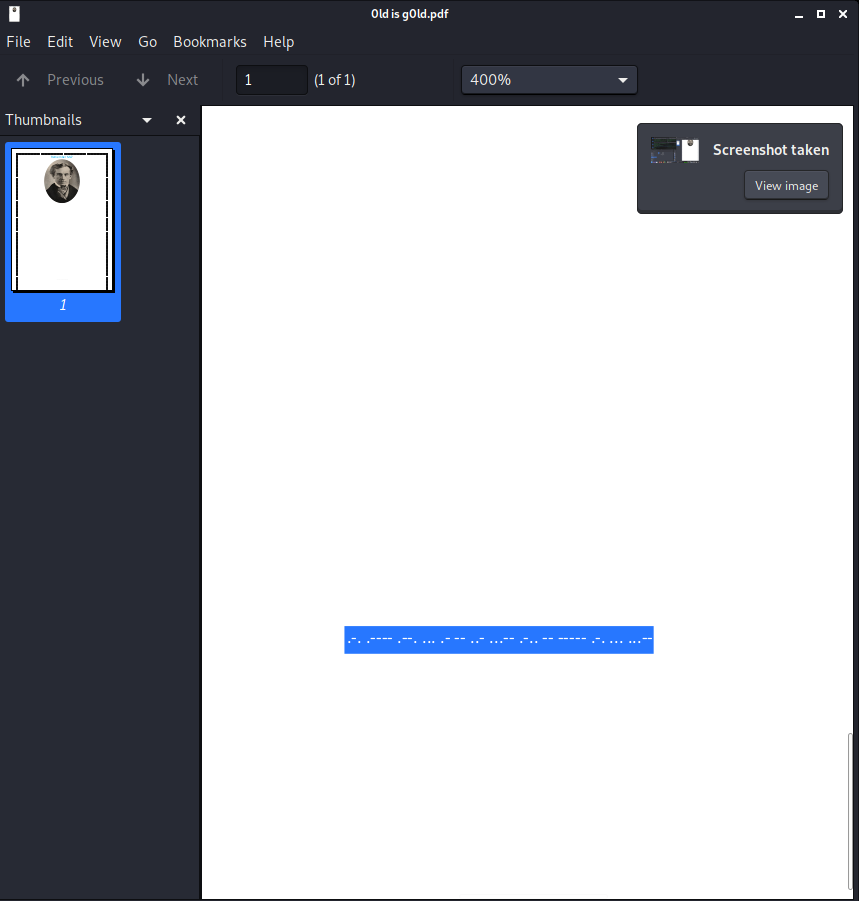 0ld is g0ld.pdf
File Edit View Go Bookmarks Help
Previous Next 1 (1 of 1) 400%
Thumbnails
Screenshot taken
View image
1
.-. .---- .--. ... .- -- ..- ...-- .-.. -- ----- .-. ... ...--